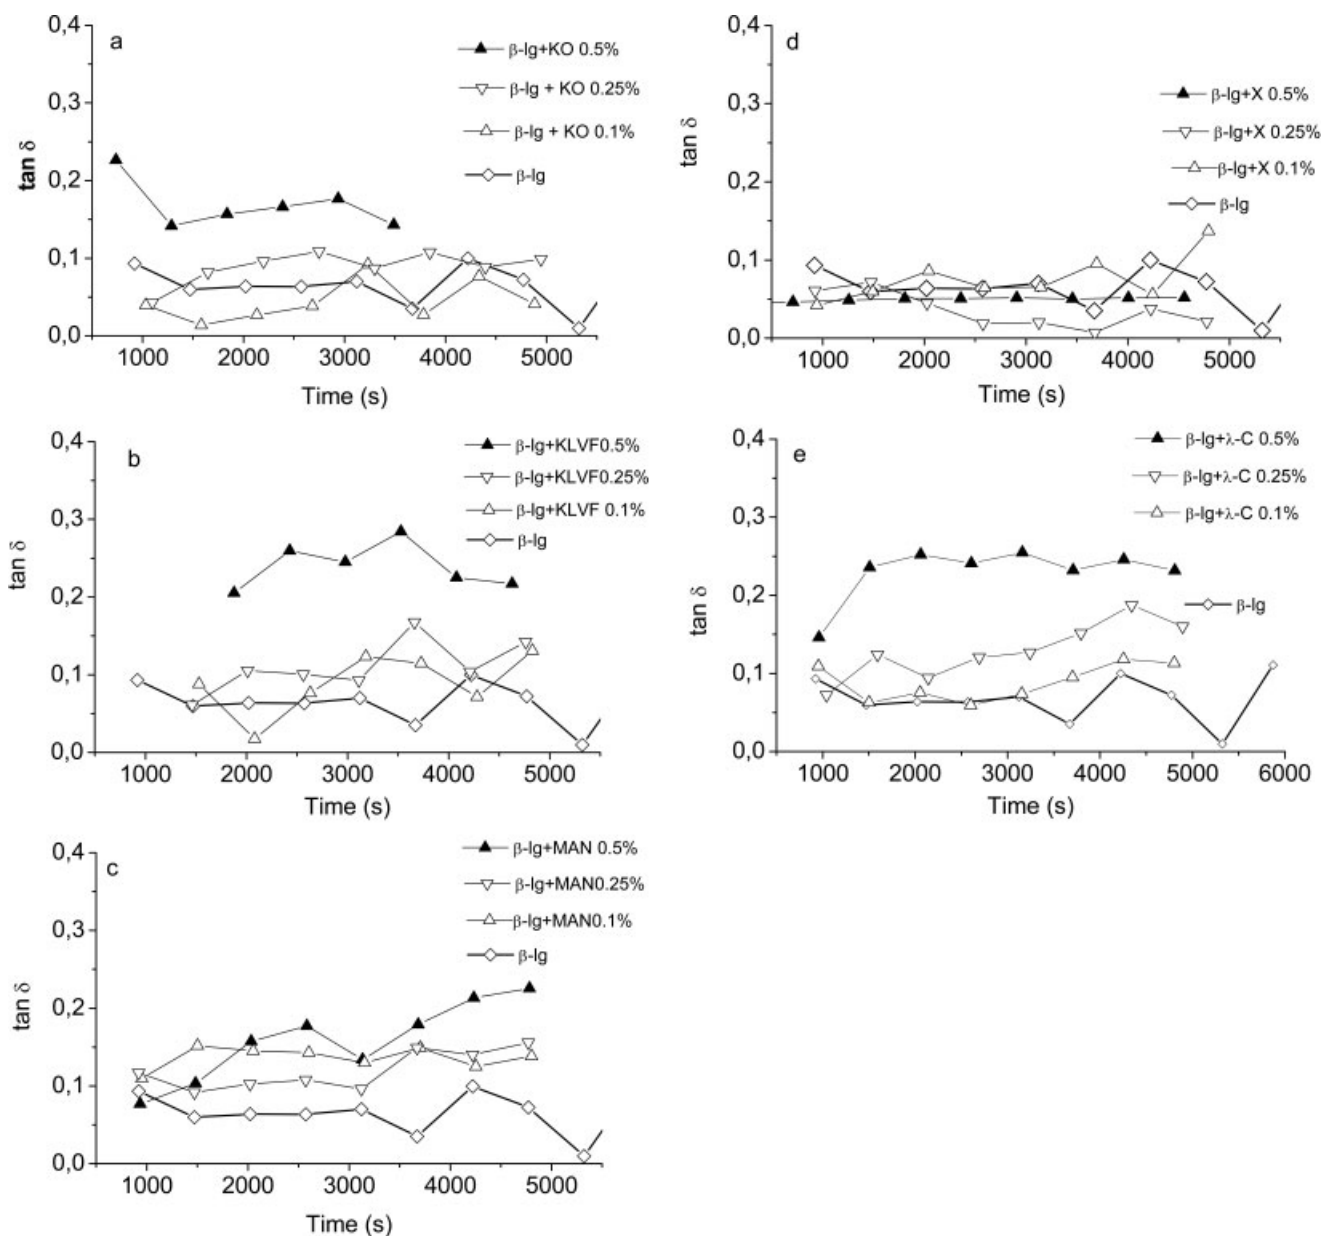 a
0,4
0,3
0,2
0,1
0,0
tan δ
β-lg+KO 0.5%
β-lg + KO 0.25%
β-lg + KO 0.1%
β-lg
1000 2000 3000 4000 5000
Time (s)
d
0,4
0,3
0,2
0,1
0,0
tan δ
β-lg+X 0.5%
β-lg+X 0.25%
β-lg+X 0.1%
β-lg
1000 2000 3000 4000 5000
Time (s)
b
0,4
0,3
0,2
0,1
0,0
tan δ
β-lg+KLVF0.5%
β-lg+KLVF0.25%
β-lg+KLVF 0.1%
β-lg
1000 2000 3000 4000 5000
Time (s)
e
0,4
0,3
0,2
0,1
0,0
tan δ
β-lg+λ-C 0.5%
β-lg+λ-C 0.25%
β-lg+λ-C 0.1%
β-lg
1000 2000 3000 4000 5000 6000
Time (s)
c
0,4
0,3
0,2
0,1
0,0
tan δ
β-lg+MAN 0.5%
β-lg+MAN0.25%
β-lg+MAN0.1%
β-lg
1000 2000 3000 4000 5000
Time (s)